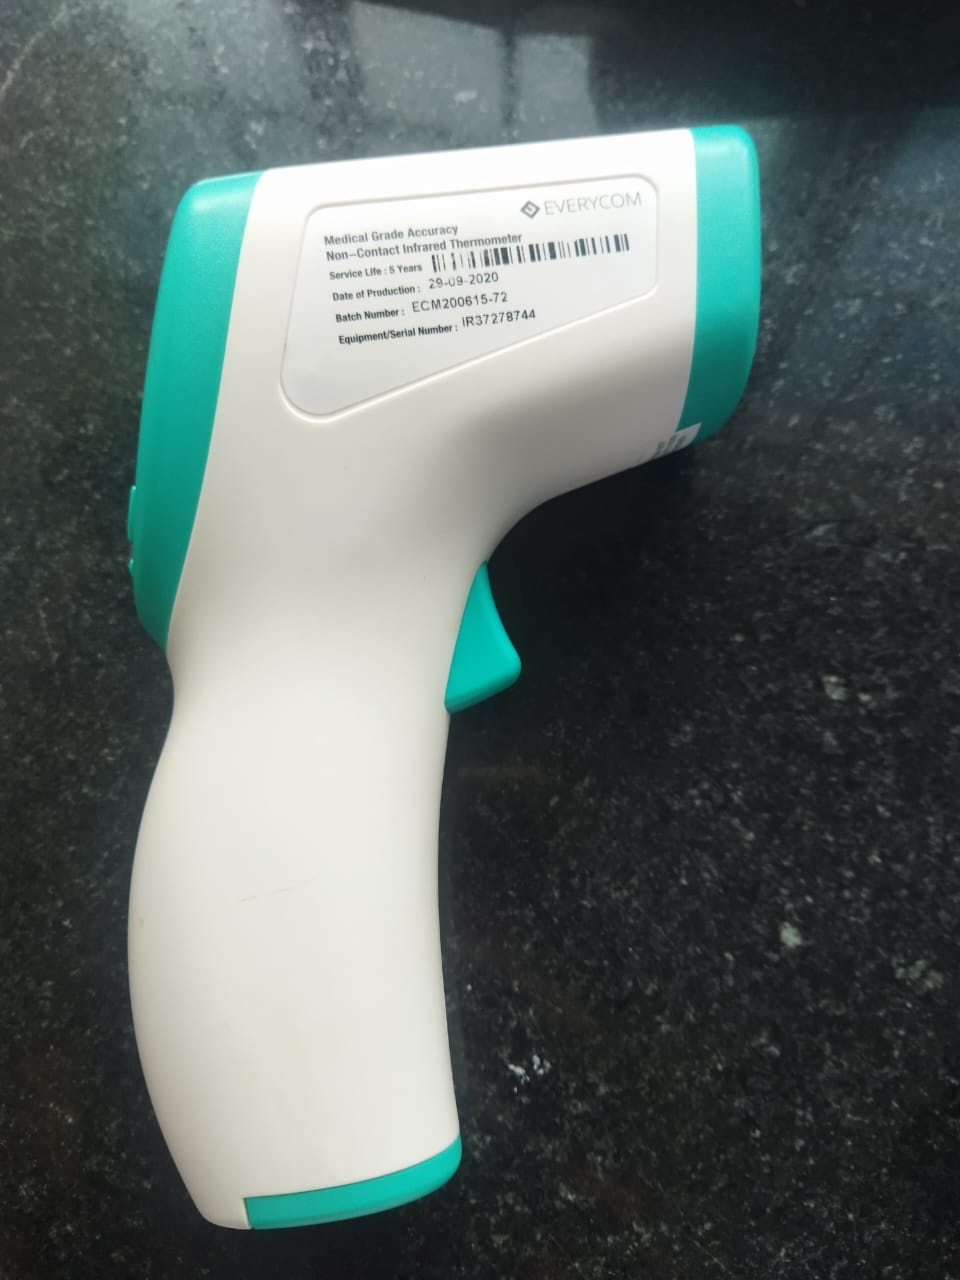 EVERYCOM
Medical Grade Accuracy
Non-Contact Infrared Thermometer
Service Life : 5 Years
Date of Production : 29-09-2020
Batch Number : ECM200615-72
Equipment/Serial Number : IR37278744